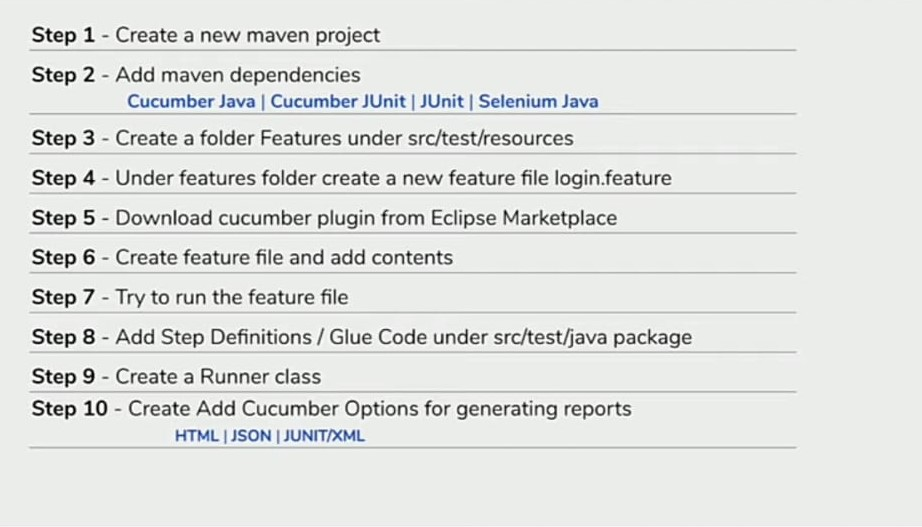 Step 1 - Create a new maven project
Step 2 - Add maven dependencies
Cucumber Java | Cucumber JUnit | JUnit | Selenium Java
Step 3 - Create a folder Features under src/test/resources
Step 4 - Under features folder create a new feature file login.feature
Step 5 - Download cucumber plugin from Eclipse Marketplace
Step 6 - Create feature file and add contents
Step 7 - Try to run the feature file
Step 8 - Add Step Definitions / Glue Code under src/test/java package
Step 9 - Create a Runner class
Step 10 - Create Add Cucumber Options for generating reports
HTML | JSON | JUNIT/XML